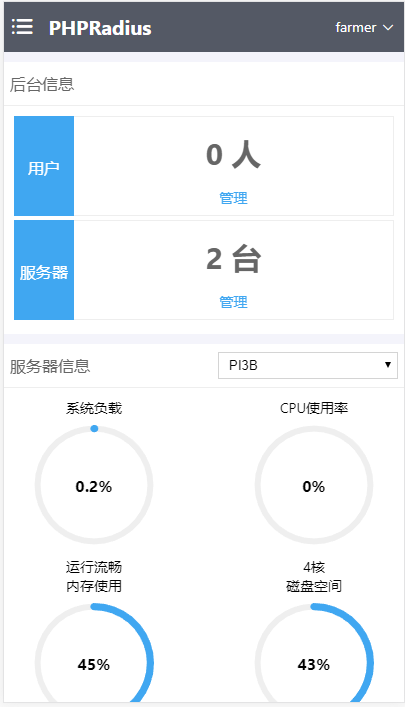 PHPRadius farmer
后台信息
用户
0 人
管理
服务器
2 台
管理
服务器信息 PI3B
系统负载 CPU使用率
0.2% 0%
运行流畅 4核
内存使用 磁盘空间
45% 43%